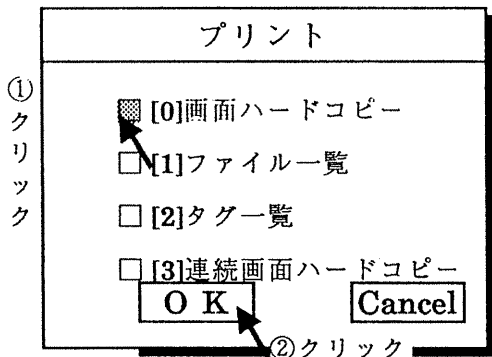 プリント
①クリック
[0]画面ハードコピー
[1]ファイル一覧
[2]タグ一覧
[3]連続画面ハードコピー
OK
Cancel
②クリック